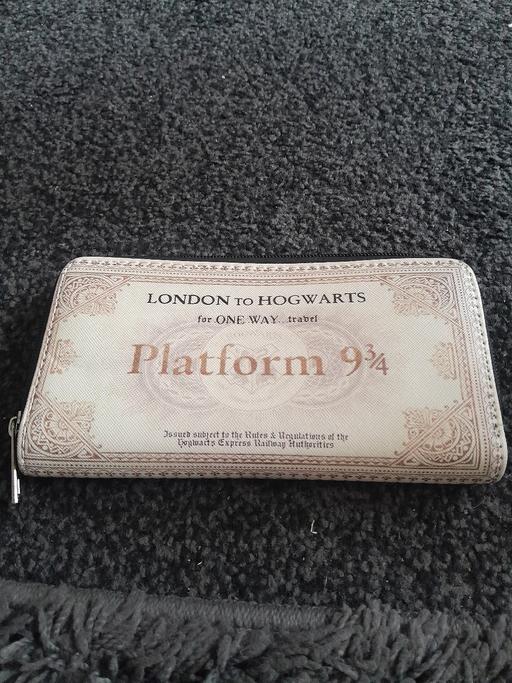 LONDON TO HOGWARTS
for ONE WAY..travel
Platform 9¾
Issued subject to the Rules & Regulations of the
Hogwarts Express Railway Authorities